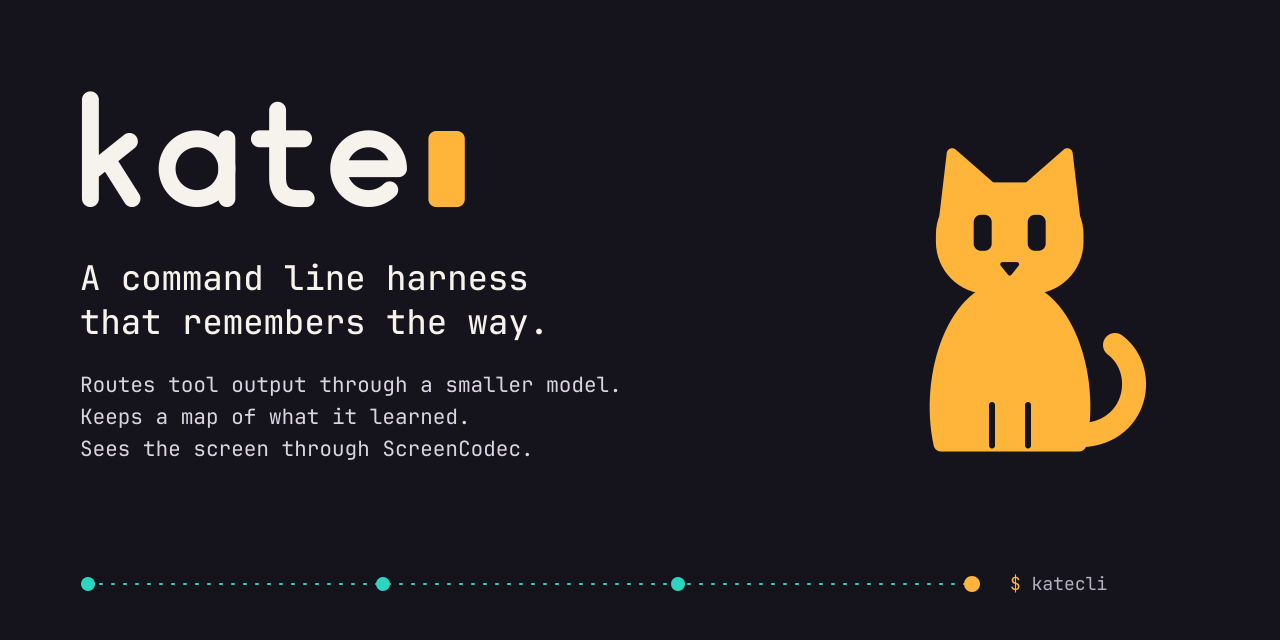 kate
A command line harness
that remembers the way.
Routes tool output through a smaller model.
Keeps a map of what it learned.
Sees the screen through ScreenCodec.
$ katecli